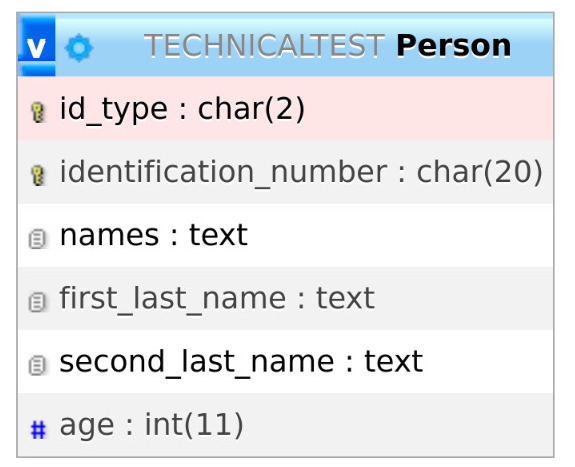 v TECHNICALTEST Person
id_type : char(2)
identification_number : char(20)
names : text
first_last_name : text
second_last_name : text
# age : int(11)